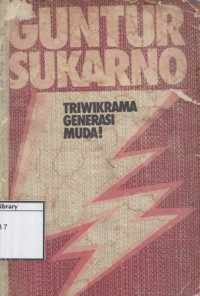 GUNTUR
SUKARNO
TRIWIKRAMA
GENERASI
MUDA!